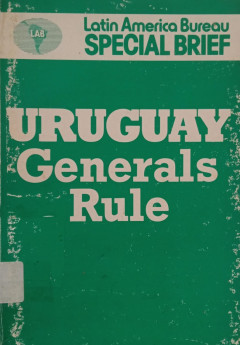 LAB
Latin America Bureau
SPECIAL BRIEF
URUGUAY
Generals
Rule